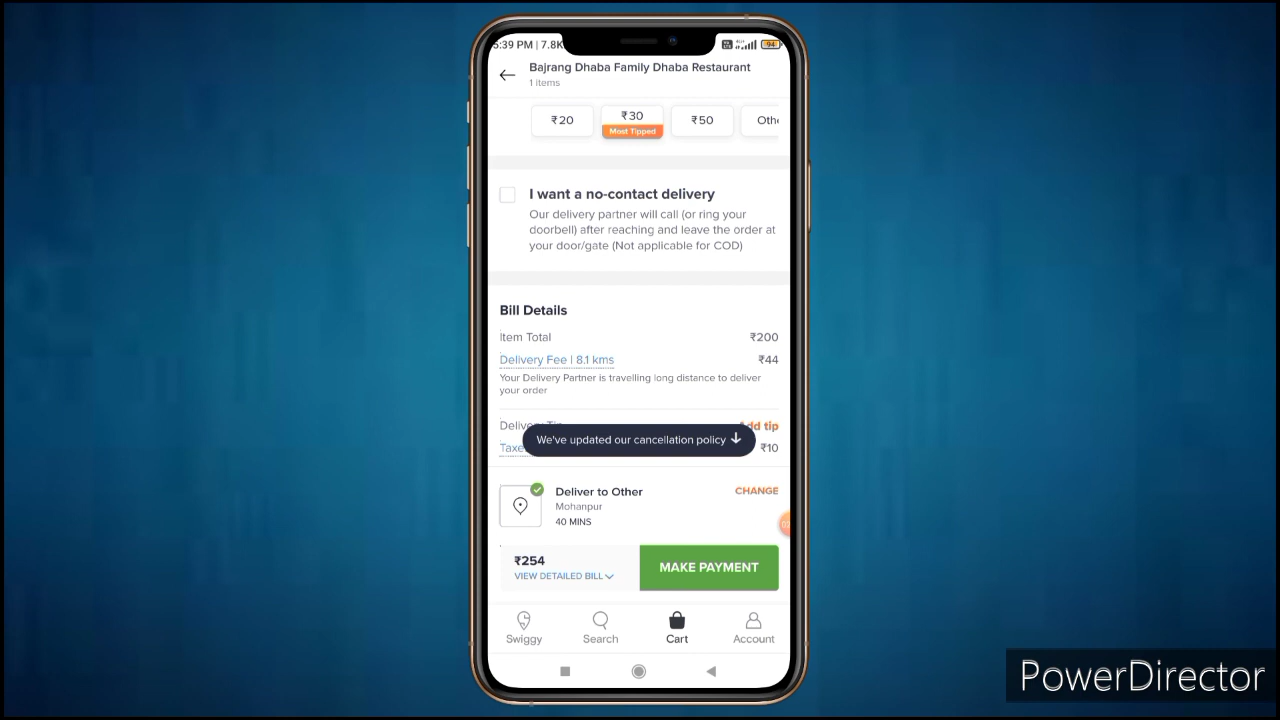 5:39 PM | 7.8K
94
Bajrang Dhaba Family Dhaba Restaurant
1 items
₹20
₹30
Most Tipped
₹50
Othe
I want a no-contact delivery
Our delivery partner will call (or ring your
doorbell) after reaching and leave the order at
your door/gate (Not applicable for COD)
Bill Details
Item Total ₹200
Delivery Fee | 8.1 kms ₹44
Your Delivery Partner is travelling long distance to deliver
your order
Delivery Tip Add tip
We've updated our cancellation policy
Taxe ₹10
Deliver to Other CHANGE
Mohanpur
40 MINS
₹254
VIEW DETAILED BILL
MAKE PAYMENT
Swiggy Search Cart Account
PowerDirector